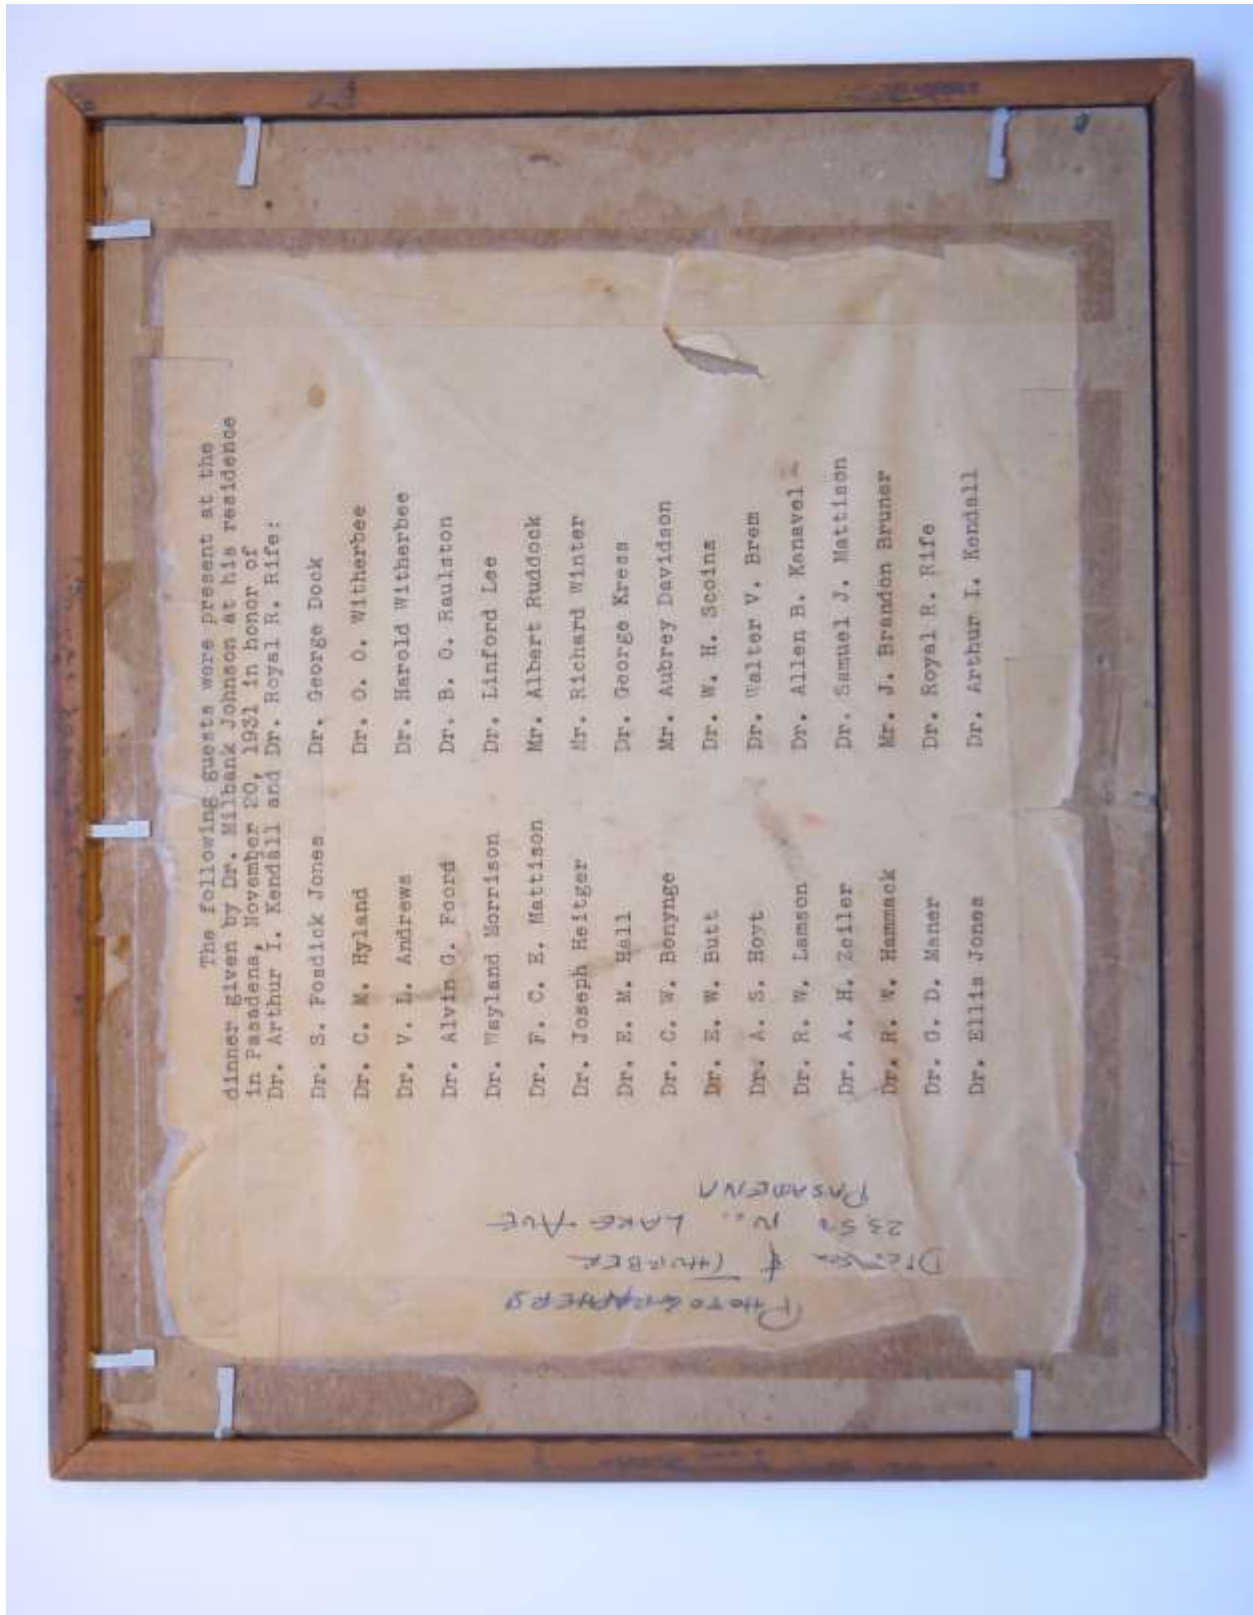 The following guests were present at the
dinner given by Dr. Milbank Johnson at his residence
in Pasadena, November 20, 1931 in honor of
Dr. Arthur I. Kendall and Dr. Royal R. Rife:
Dr. S. Fosdick Jones Dr. George Dock
Dr. C. M. Hyland Dr. O. O. Witherbee
Dr. V. L. Andrews Dr. Harold Witherbee
Dr. Alvin G. Foord Dr. B. O. Raulston
Dr. Wayland Morrison Dr. Linford Lee
Dr. F. C. E. Mattison Mr. Albert Ruddock
Dr. Joseph Heitger Mr. Richard Winter
Dr. E. M. Hall Dr. George Kress
Dr. C. W. Bonynge Mr. Aubrey Davidson
Dr. E. W. Butt Dr. W. H. Scoins
Dr. A. S. Hoyt Dr. Walter V. Brem
Dr. R. W. Lamson Dr. Allen B. Kanavel
Dr. A. H. Zeiler Dr. Samuel J. Mattison
Dr. R. W. Hammack Mr. J. Brandon Bruner
Dr. G. D. Maner Dr. Royal R. Rife
Dr. Ellis Jones Dr. Arthur I. Kendall
PHOTOGRAPHERS
& THURBER
N. LAKE AVE
PASADENA